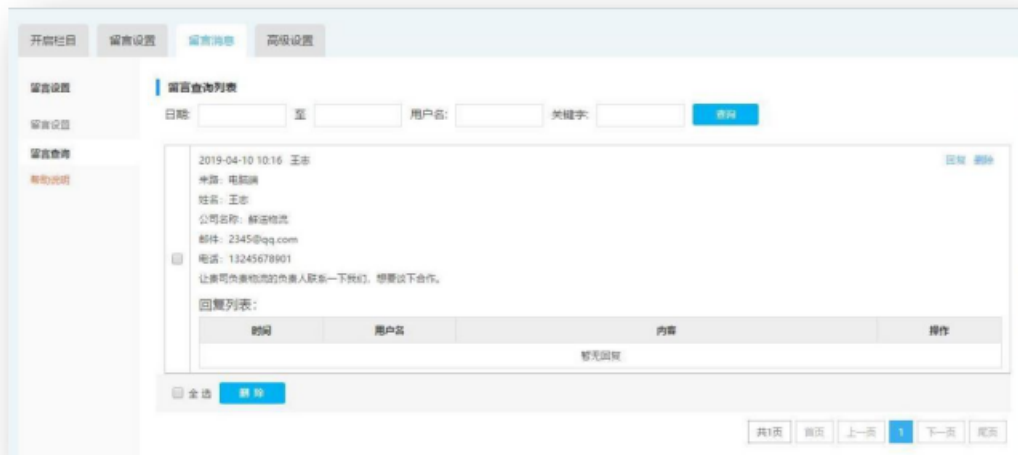 开启栏目 留言设置 留言消息 高级设置
留言设置
留言设置
留言查询
帮助说明
留言查询列表
日期: 至 用户名: 关键字: 查询
2019-04-10 10:16 王志 回复 删除
来路：电脑端
姓名：王志
公司名称：鲜送物流
邮件：2345@qq.com
电话：13245678901
让贵司负责物流的负责人联系一下我们，想要谈下合作。
回复列表：
时间 用户名 内容 操作
暂无回复
全选 删 除
共1页 首页 上一页 1 下一页 尾页